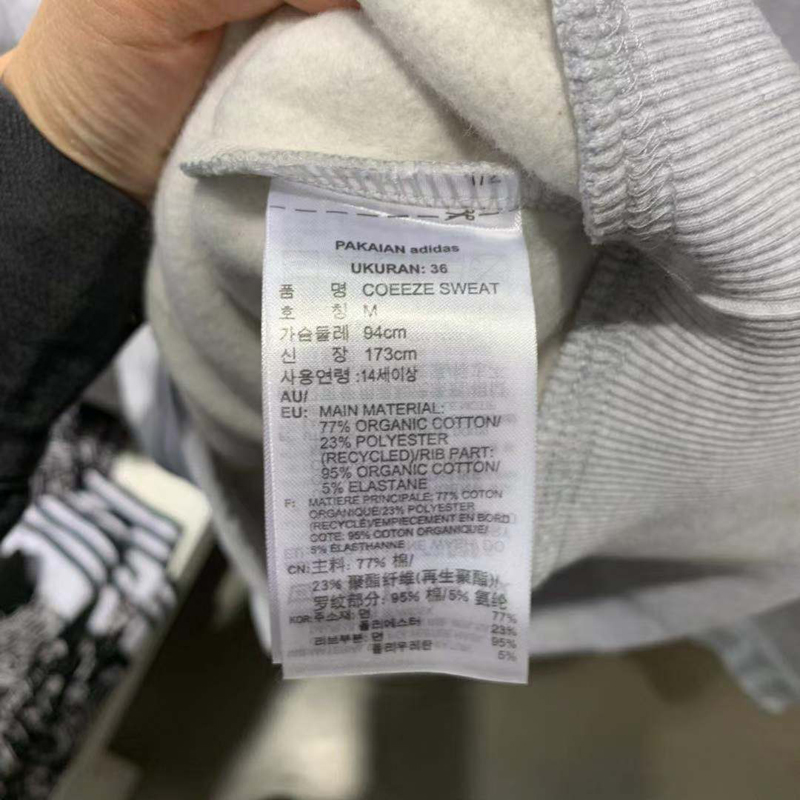 PAKAIAN adidas
UKURAN: 36
품 명 COEEZE SWEAT
호 칭 M
가슴둘레 94cm
신 장 173cm
사용연령 :14세이상
AU/
EU: MAIN MATERIAL:
77% ORGANIC COTTON/
23% POLYESTER
(RECYCLED)/RIB PART:
95% ORGANIC COTTON/
5% ELASTANE
F: MATIERE PRINCIPALE: 77% COTON
ORGANIQUE/23% POLYESTER
(RECYCLÉ)/EMPIECEMENT EN BORD
COTE: 95% COTON ORGANIQUE/
5% ÉLASTHANNE
CN: 主料: 77% 棉/
23% 聚酯纤维(再生聚酯)/
罗纹部分: 95% 棉/5% 氨纶
KOR: 주소재: 면 77%
폴리에스터 23%
리브부분: 면 95%
폴리우레탄 5%